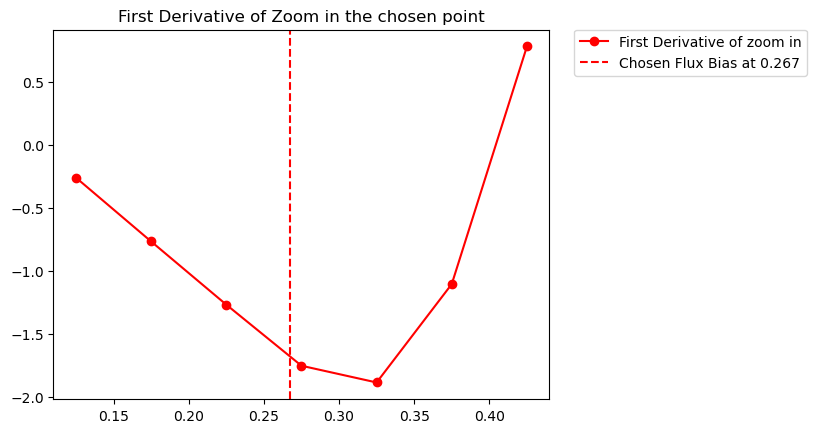 First Derivative of Zoom in the chosen point
First Derivative of zoom in
Chosen Flux Bias at 0.267
0.5
0.0
−0.5
−1.0
−1.5
−2.0
0.15 0.20 0.25 0.30 0.35 0.40